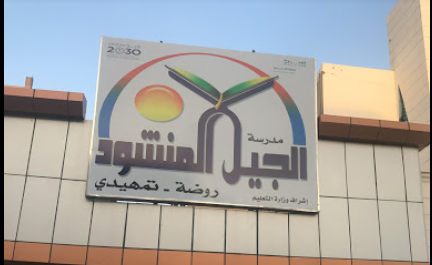 2030
مدرسة
الجيل المنشود
روضة - تمهيدي
إشراف وزارة التعليم